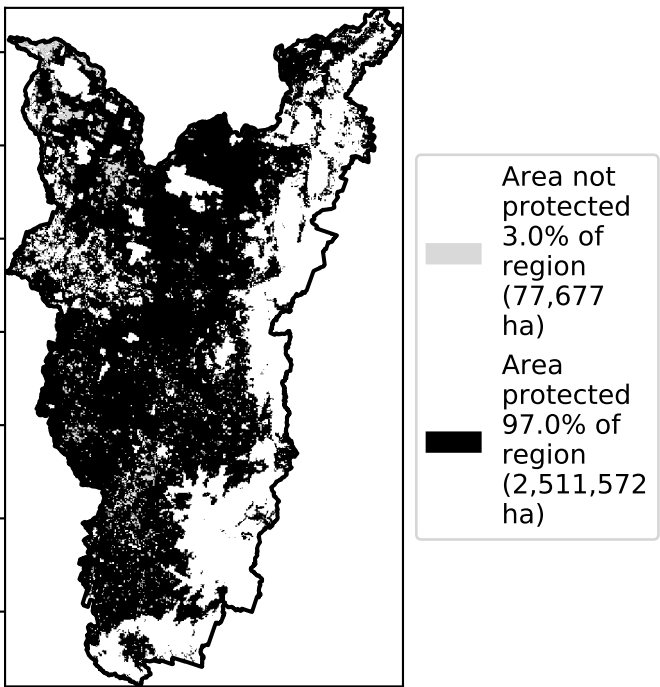 Area not
protected
3.0% of
region
(77,677
ha)
Area
protected
97.0% of
region
(2,511,572
ha)